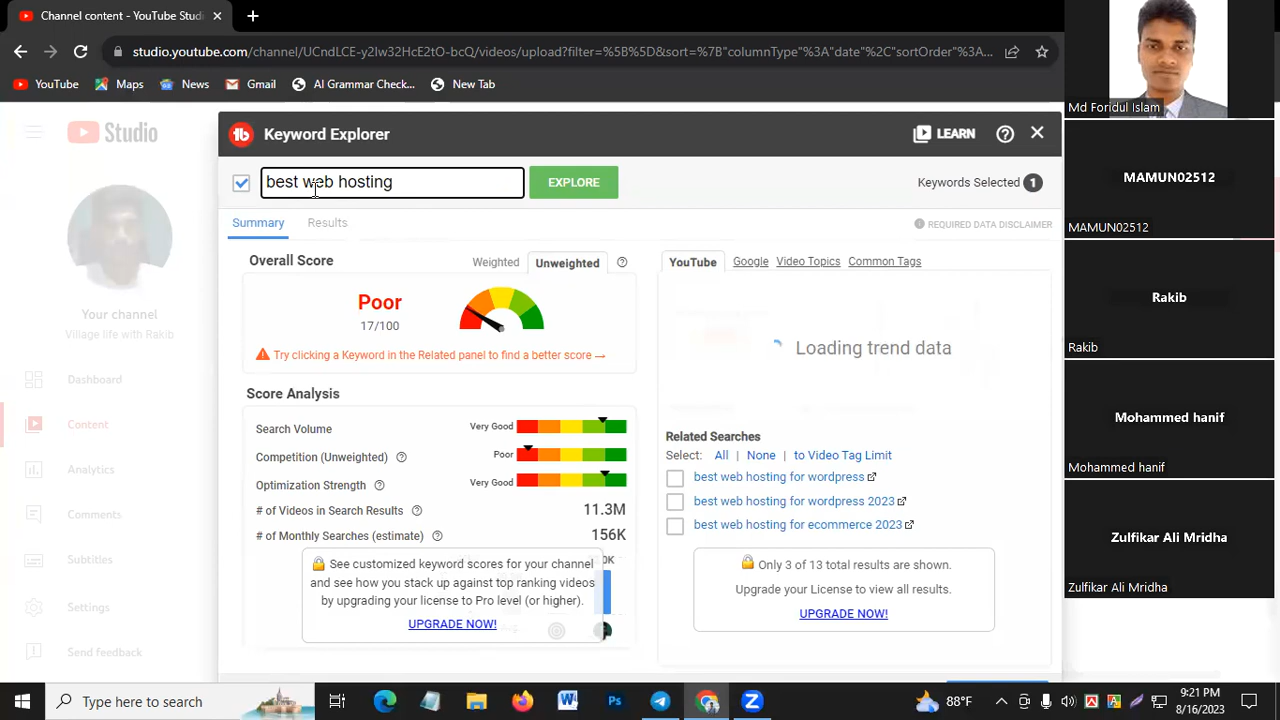 Channel content - YouTube Studio
studio.youtube.com/channel/UCndLCE-y2lw32HcE2tO-bcQ/videos/upload?filter=%5B%5D&sort=%7B"columnType"%3A"date"%2C"sortOrder"%3A...
YouTube Maps News Gmail AI Grammar Check... New Tab
Studio
Your channel
Village life with Rakib
Dashboard
Content
Analytics
Comments
Subtitles
Settings
Send feedback
Keyword Explorer
LEARN
best web hosting
EXPLORE
Keywords Selected 1
Summary Results
REQUIRED DATA DISCLAIMER
Overall Score
Weighted Unweighted
Poor
17/100
Try clicking a Keyword in the Related panel to find a better score
Score Analysis
Search Volume Very Good
Competition (Unweighted) Poor
Optimization Strength Very Good
# of Videos in Search Results 11.3M
# of Monthly Searches (estimate) 156K
See customized keyword scores for your channel
and see how you stack up against top ranking videos
by upgrading your license to Pro level (or higher).
UPGRADE NOW!
YouTube Google Video Topics Common Tags
Loading trend data
Related Searches
Select: All | None | to Video Tag Limit
best web hosting for wordpress
best web hosting for wordpress 2023
best web hosting for ecommerce 2023
Only 3 of 13 total results are shown.
Upgrade your License to view all results.
UPGRADE NOW!
Md Foridul Islam
MAMUN02512
MAMUN02512
Rakib
Rakib
Mohammed hanif
Mohammed hanif
Zulfikar Ali Mridha
Zulfikar Ali Mridha
Type here to search
88°F
9:21 PM
8/16/2023